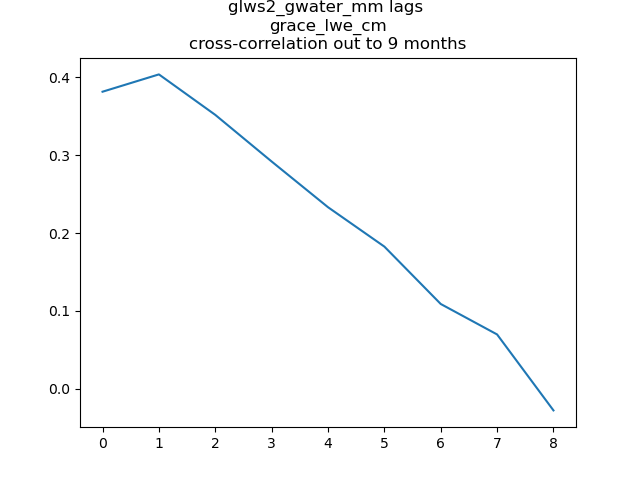 glws2_gwater_mm lags
grace_lwe_cm
cross-correlation out to 9 months
0.4
0.3
0.2
0.1
0.0
0 1 2 3 4 5 6 7 8